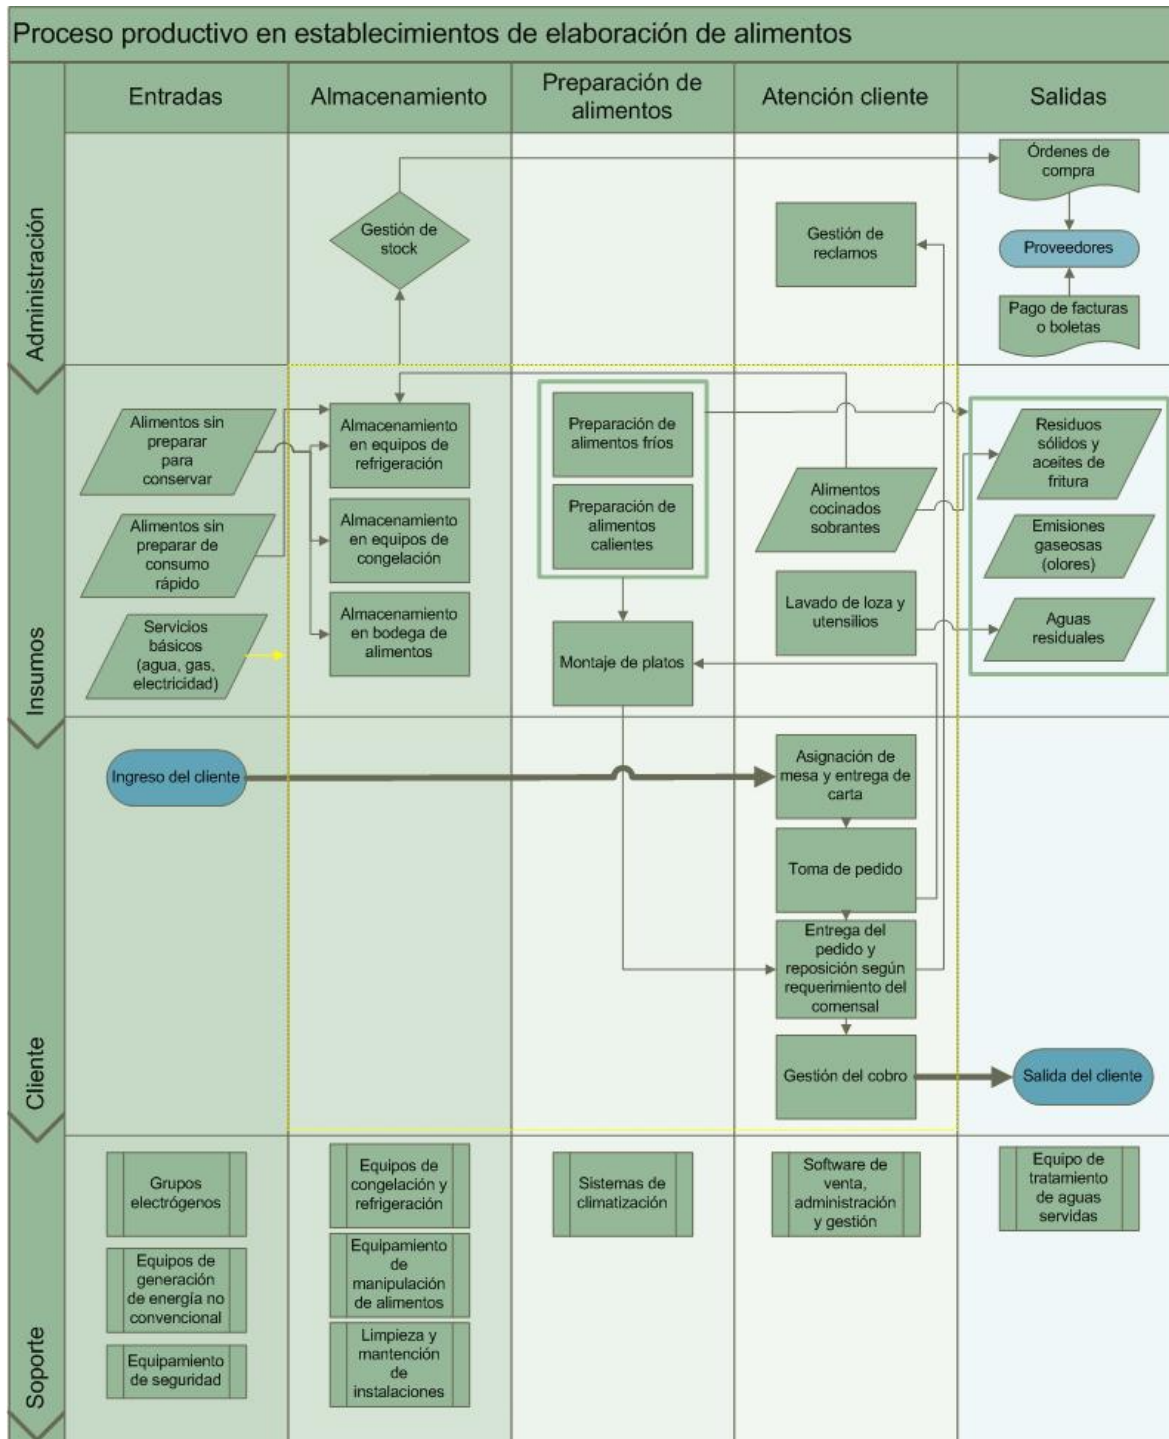 Proceso productivo en establecimientos de elaboración de alimentos
Entradas
Almacenamiento
Preparación de
alimentos
Atención cliente
Salidas
Administración
Gestión de
stock
Gestión de
reclamos
Órdenes de
compra
Proveedores
Pago de facturas
o boletas
Insumos
Alimentos sin
preparar
para
conservar
Alimentos sin
preparar de
consumo
rápido
Servicios
básicos
(agua, gas,
electricidad)
Almacenamiento
en equipos de
refrigeración
Almacenamiento
en equipos de
congelación
Almacenamiento
en bodega de
alimentos
Preparación de
alimentos fríos
Preparación de
alimentos
calientes
Montaje de platos
Alimentos
cocinados
sobrantes
Lavado de loza y
utensilios
Residuos
sólidos y
aceites de
fritura
Emisiones
gaseosas
(olores)
Aguas
residuales
Cliente
Ingreso del cliente
Asignación de
mesa y entrega de
carta
Toma de pedido
Entrega del
pedido y
reposición según
requerimiento del
comensal
Gestión del cobro
Salida del cliente
Soporte
Grupos
electrógenos
Equipos de
generación
de energía no
convencional
Equipamiento
de seguridad
Equipos de
congelación y
refrigeración
Equipamiento
de
manipulación
de alimentos
Limpieza y
mantención
de
instalaciones
Sistemas de
climatización
Software de
venta,
administración
y gestión
Equipo de
tratamiento
de aguas
servidas